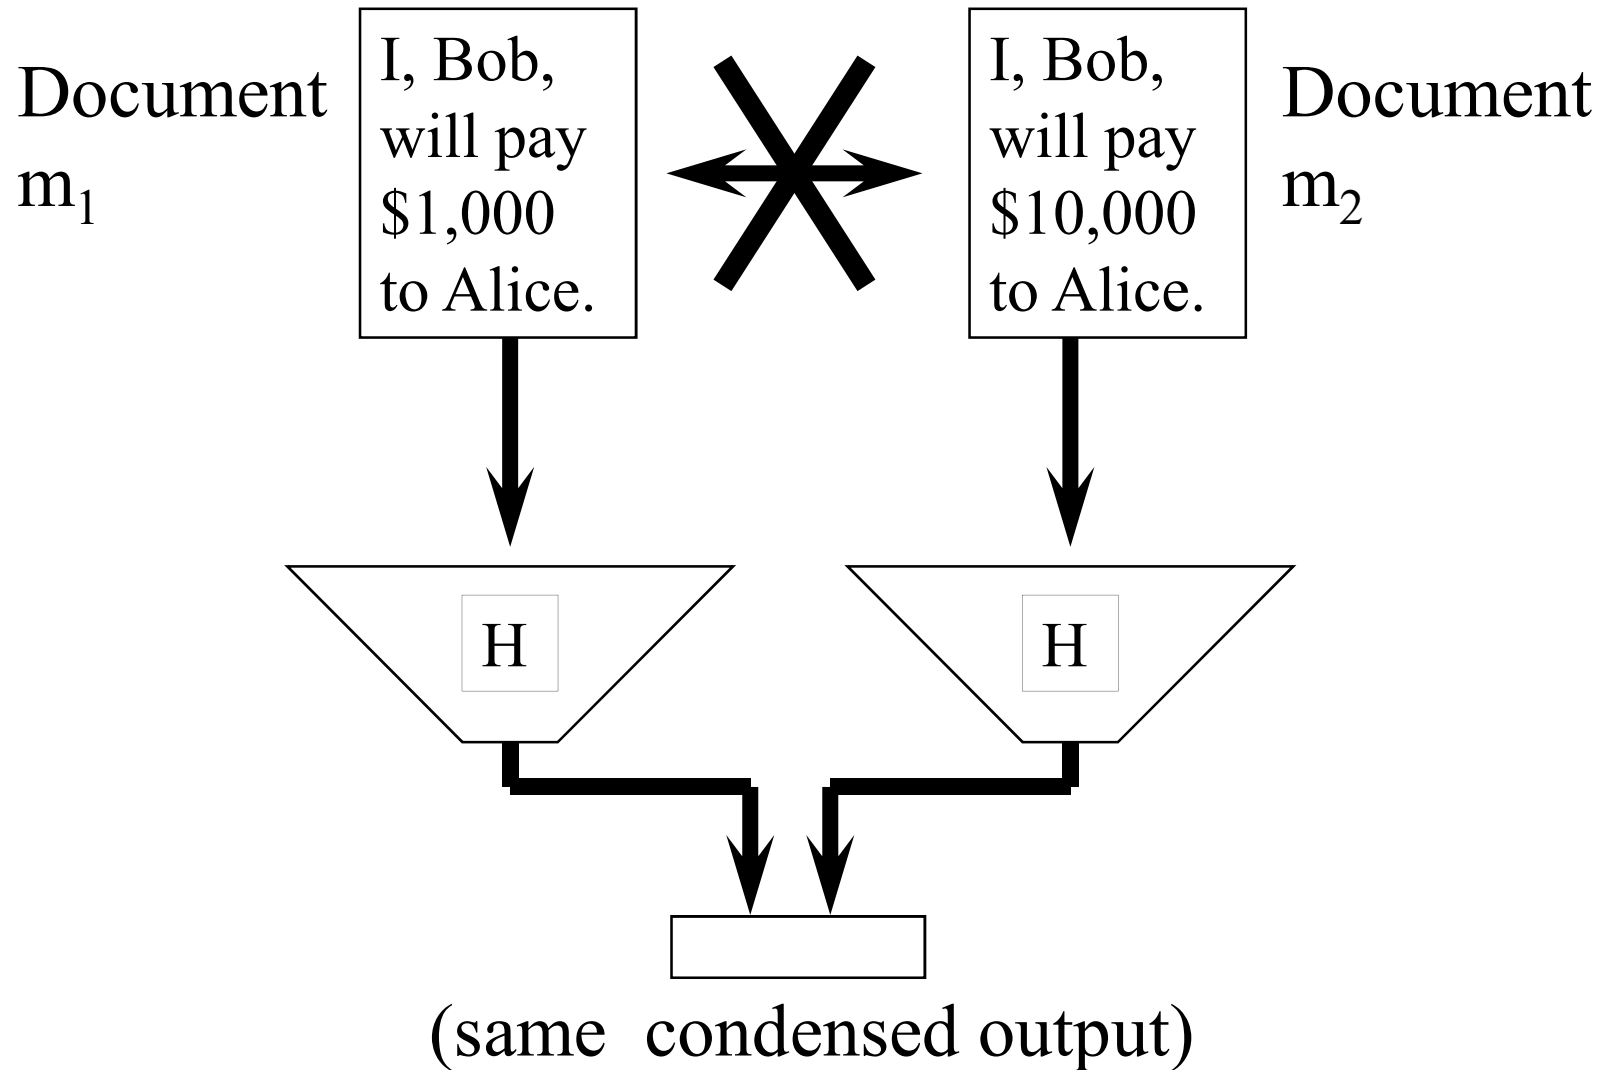 Document
m₁
I, Bob,
will pay
$1,000
to Alice.
I, Bob,
will pay
$10,000
to Alice.
Document
m₂
H
H
(same condensed output)